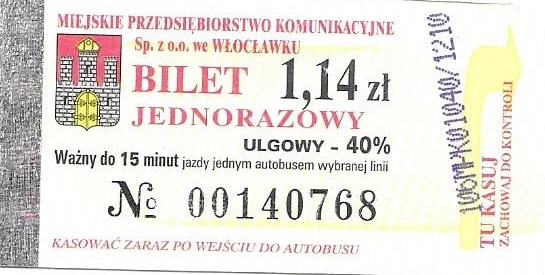 MIEJSKIE PRZEDSIĘBIORSTWO KOMUNIKACYJNE
Sp. z o.o. we WŁOCŁAWKU
BILET 1,14 zł
JEDNORAZOWY
ULGOWY - 40%
Ważny do 15 minut jazdy jednym autobusem wybranej linii
№ 00140768
KASOWAĆ ZARAZ PO WEJŚCIU DO AUTOBUSU
TU KASUJ
ZACHOWAJ DO KONTROLI